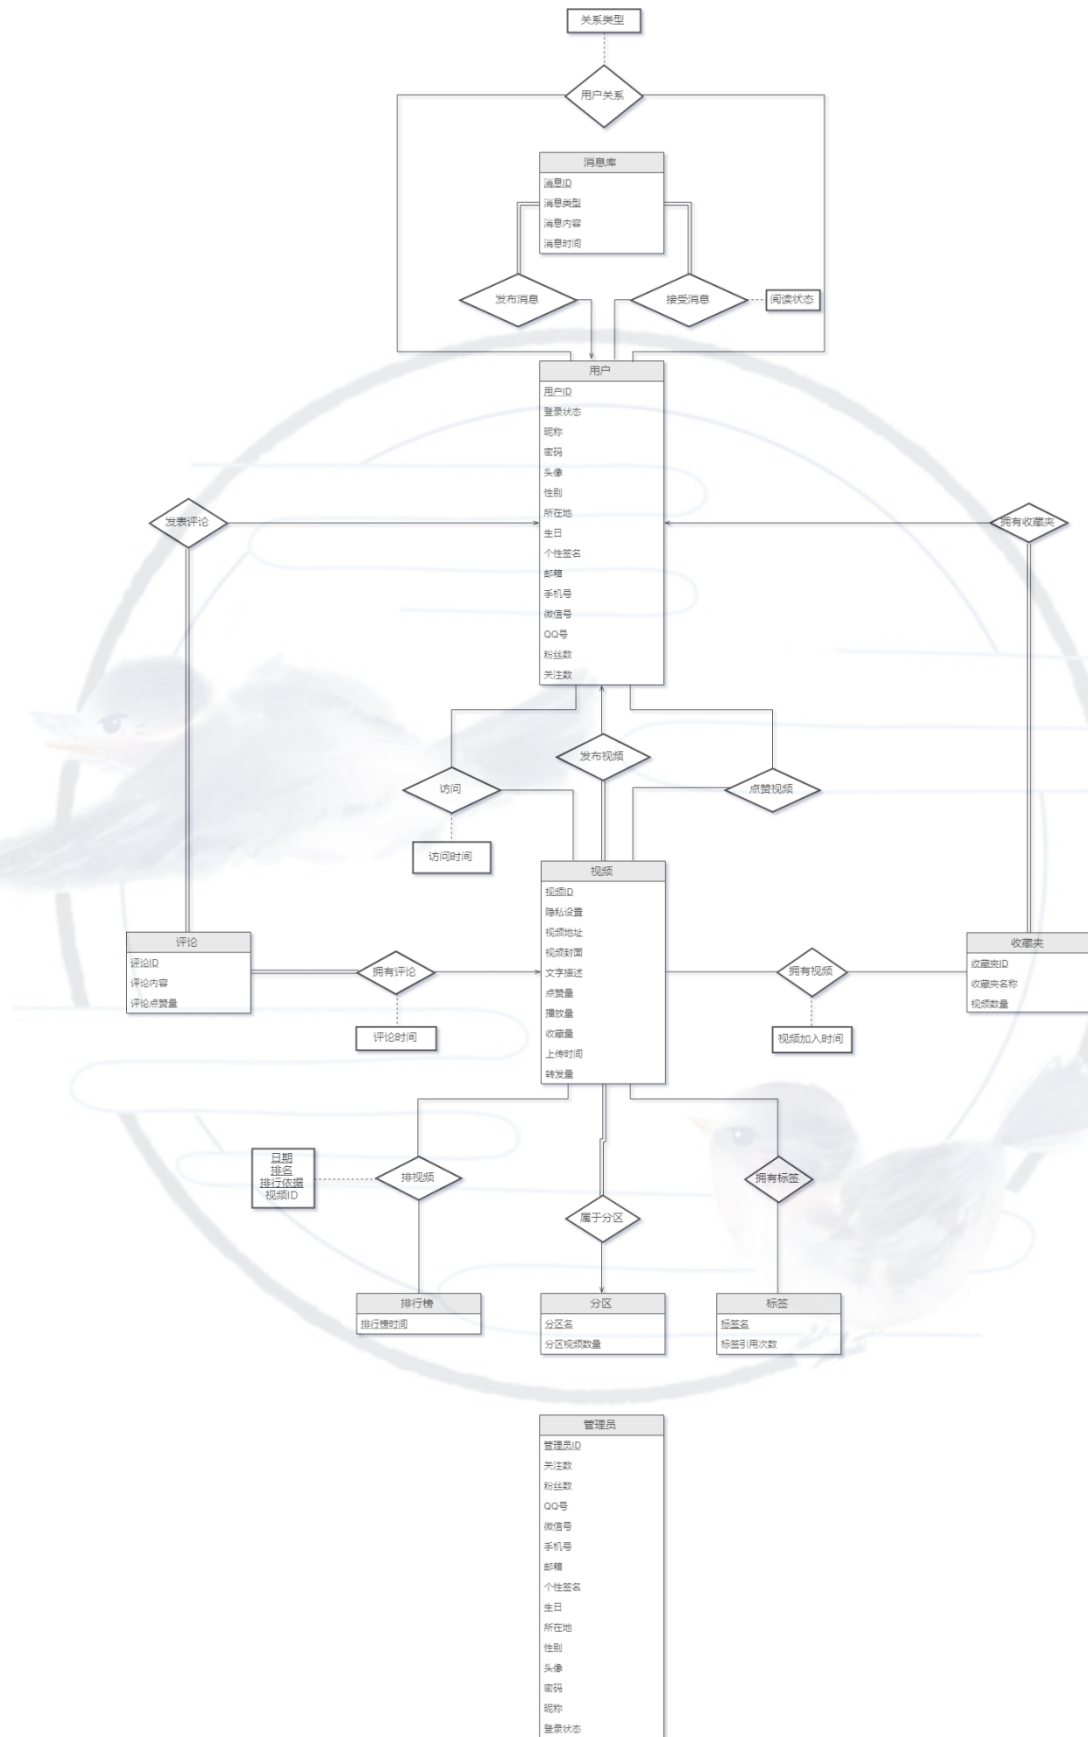 关系类型
用户关系
消息库
消息ID
消息类型
消息内容
消息时间
发布消息
接受消息
阅读状态
用户
用户ID
登录状态
昵称
密码
头像
性别
所在地
生日
个性签名
邮箱
手机号
微信号
QQ号
粉丝数
关注数
发表评论
拥有收藏夹
访问
发布视频
点赞视频
访问时间
视频
视频ID
隐私设置
视频地址
视频封面
文字描述
点赞量
播放量
收藏量
上传时间
转发量
评论
评论ID
评论内容
评论点赞量
拥有评论
评论时间
拥有视频
视频加入时间
收藏夹
收藏夹ID
收藏夹名称
视频数量
日期
排名
排行依据
视频ID
排视频
属于分区
拥有标签
排行榜
排行榜时间
分区
分区名
分区视频数量
标签
标签名
标签引用次数
管理员
管理员ID
关注数
粉丝数
QQ号
微信号
手机号
邮箱
个性签名
生日
所在地
性别
头像
密码
昵称
登录状态